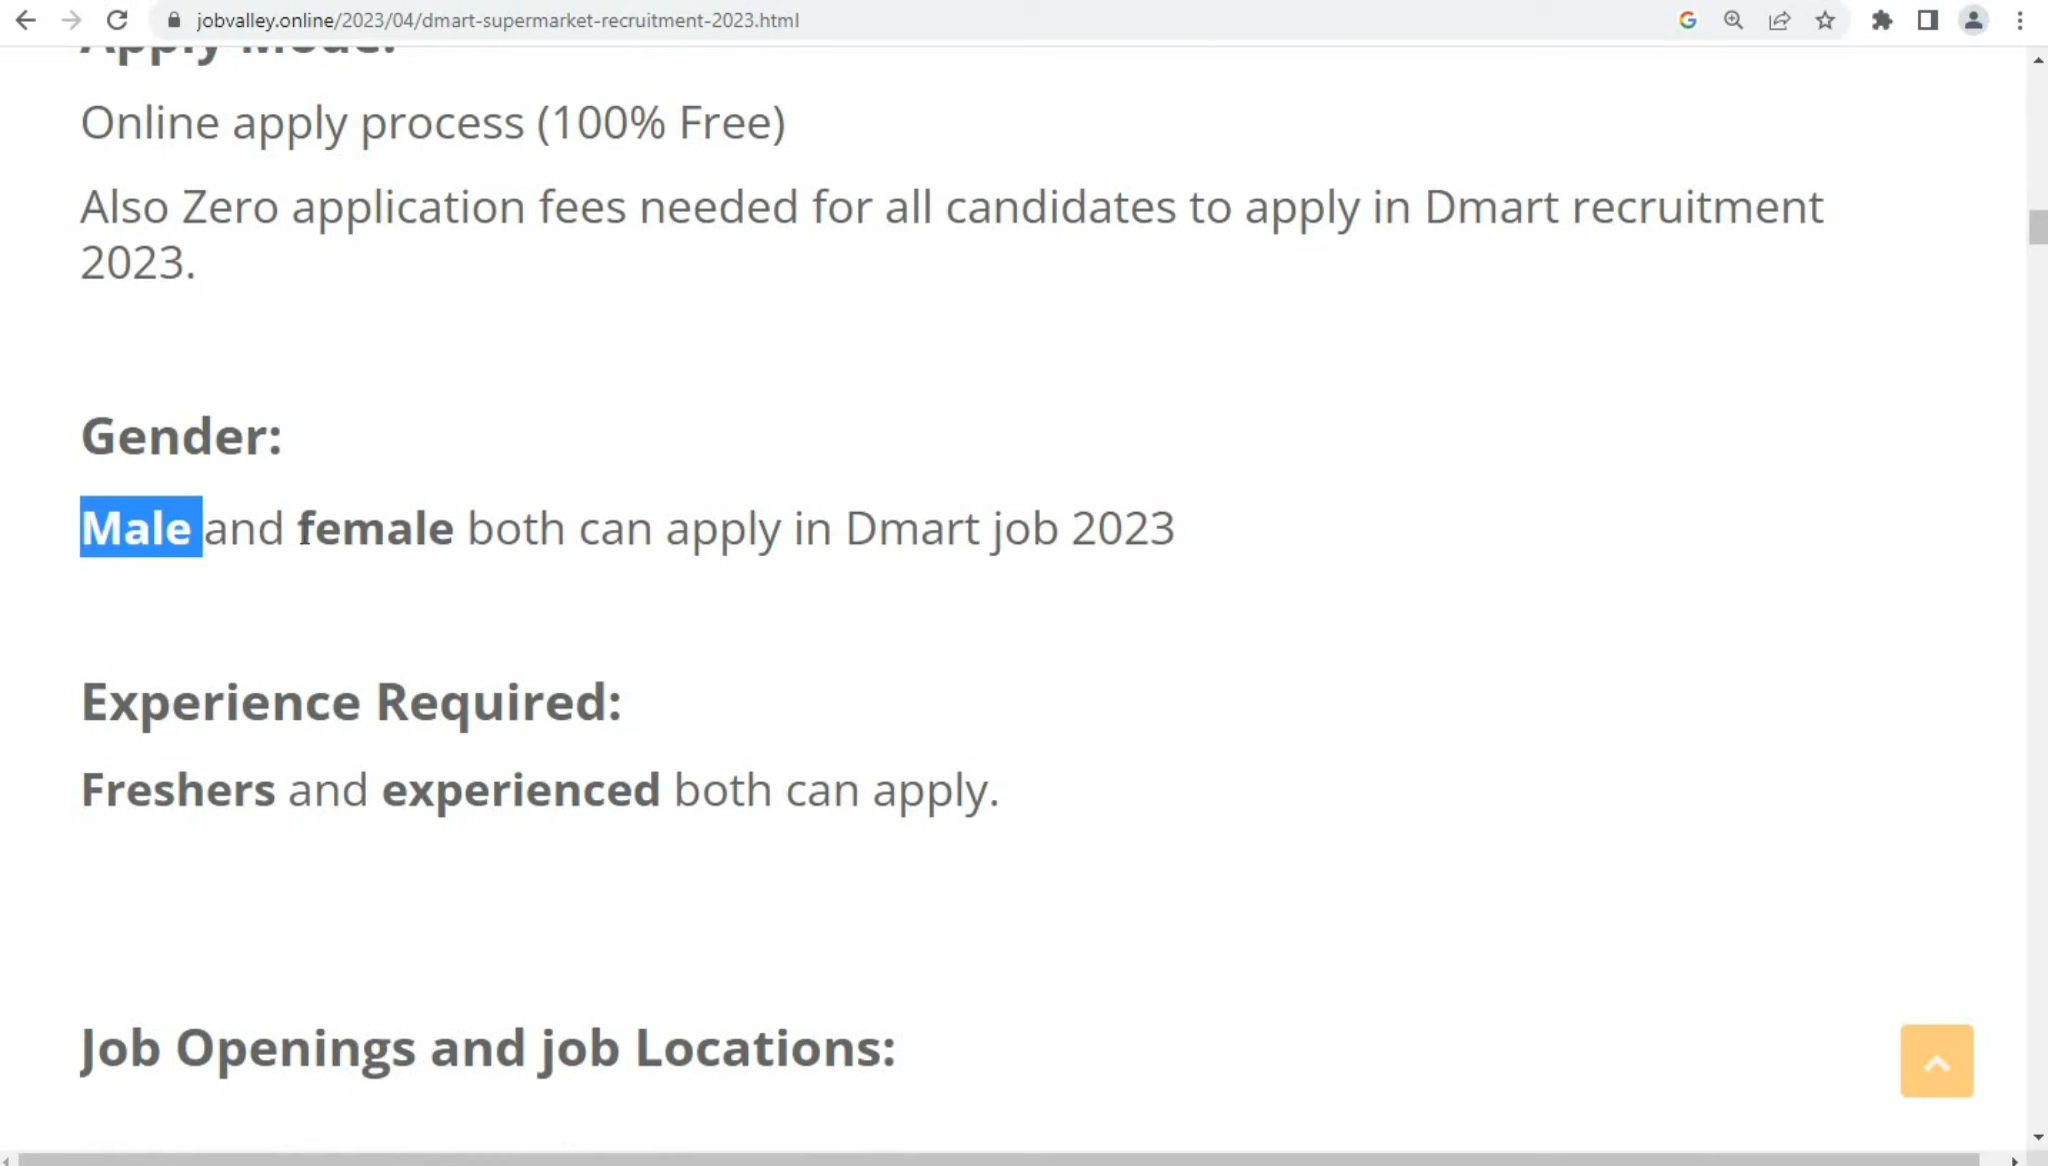 jobvalley.online/2023/04/dmart-supermarket-recruitment-2023.html
Apply Mode:
Online apply process (100% Free)
Also Zero application fees needed for all candidates to apply in Dmart recruitment
2023.
Gender:
Male and female both can apply in Dmart job 2023
Experience Required:
Freshers and experienced both can apply.
Job Openings and job Locations: